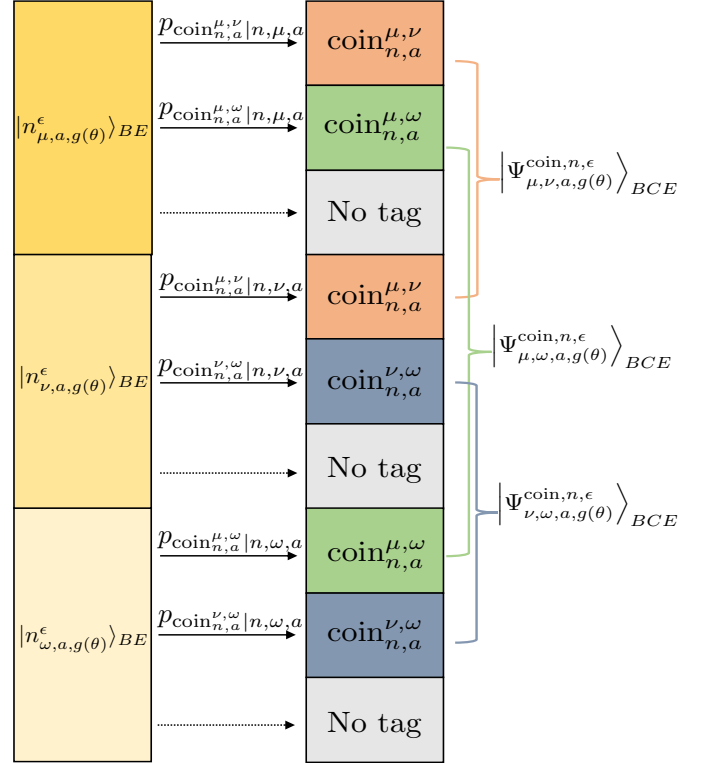 |n^ϵ_{μ,a,g(θ)}⟩_{BE}
p_{coin^{μ,ν}_{n,a}|n,μ,a}
coin^{μ,ν}_{n,a}
p_{coin^{μ,ω}_{n,a}|n,μ,a}
coin^{μ,ω}_{n,a}
No tag
|Ψ^{coin,n,ϵ}_{μ,ν,a,g(θ)}⟩_{BCE}
|n^ϵ_{ν,a,g(θ)}⟩_{BE}
p_{coin^{μ,ν}_{n,a}|n,ν,a}
coin^{μ,ν}_{n,a}
p_{coin^{ν,ω}_{n,a}|n,ν,a}
coin^{ν,ω}_{n,a}
No tag
|Ψ^{coin,n,ϵ}_{μ,ω,a,g(θ)}⟩_{BCE}
|n^ϵ_{ω,a,g(θ)}⟩_{BE}
p_{coin^{μ,ω}_{n,a}|n,ω,a}
coin^{μ,ω}_{n,a}
p_{coin^{ν,ω}_{n,a}|n,ω,a}
coin^{ν,ω}_{n,a}
No tag
|Ψ^{coin,n,ϵ}_{ν,ω,a,g(θ)}⟩_{BCE}